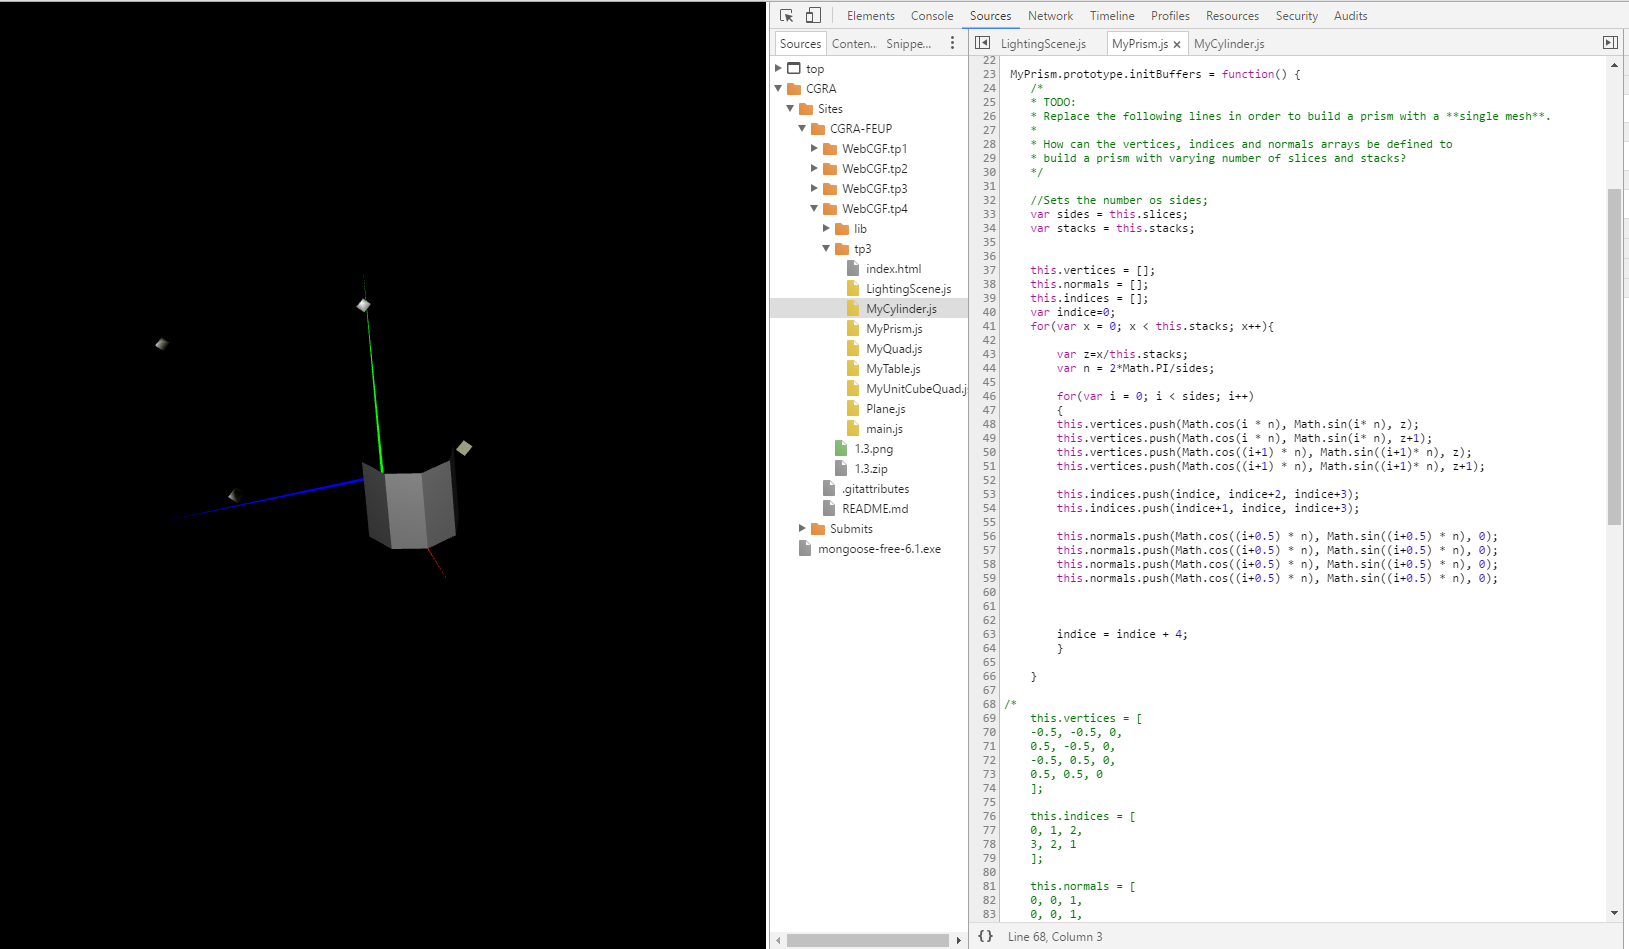 Elements Console Sources Network Timeline Profiles Resources Security Audits
Sources Conten... Snippe...
LightingScene.js MyPrism.js × MyCylinder.js
top
CGRA
Sites
CGRA-FEUP
WebCGF.tp1
WebCGF.tp2
WebCGF.tp3
WebCGF.tp4
lib
tp3
index.html
LightingScene.js
MyCylinder.js
MyPrism.js
MyQuad.js
MyTable.js
MyUnitCubeQuad.js
Plane.js
main.js
1.3.png
1.3.zip
.gitattributes
README.md
Submits
mongoose-free-6.1.exe
22
23 MyPrism.prototype.initBuffers = function() {
24 /*
25 * TODO:
26 * Replace the following lines in order to build a prism with a **single mesh**.
27 *
28 * How can the vertices, indices and normals arrays be defined to
29 * build a prism with varying number of slices and stacks?
30 */
31
32 //Sets the number os sides;
33 var sides = this.slices;
34 var stacks = this.stacks;
35
36
37 this.vertices = [];
38 this.normals = [];
39 this.indices = [];
40 var indice=0;
41 for(var x = 0; x < this.stacks; x++){
42
43 var z=x/this.stacks;
44 var n = 2*Math.PI/sides;
45
46 for(var i = 0; i < sides; i++)
47 {
48 this.vertices.push(Math.cos(i * n), Math.sin(i* n), z);
49 this.vertices.push(Math.cos(i * n), Math.sin(i* n), z+1);
50 this.vertices.push(Math.cos((i+1) * n), Math.sin((i+1)* n), z);
51 this.vertices.push(Math.cos((i+1) * n), Math.sin((i+1)* n), z+1);
52
53 this.indices.push(indice, indice+2, indice+3);
54 this.indices.push(indice+1, indice, indice+3);
55
56 this.normals.push(Math.cos((i+0.5) * n), Math.sin((i+0.5) * n), 0);
57 this.normals.push(Math.cos((i+0.5) * n), Math.sin((i+0.5) * n), 0);
58 this.normals.push(Math.cos((i+0.5) * n), Math.sin((i+0.5) * n), 0);
59 this.normals.push(Math.cos((i+0.5) * n), Math.sin((i+0.5) * n), 0);
60
61
62
63 indice = indice + 4;
64 }
65
66 }
67
68 /*
69 this.vertices = [
70 -0.5, -0.5, 0,
71 0.5, -0.5, 0,
72 -0.5, 0.5, 0,
73 0.5, 0.5, 0
74 ];
75
76 this.indices = [
77 0, 1, 2,
78 3, 2, 1
79 ];
80
81 this.normals = [
82 0, 0, 1,
83 0, 0, 1,
{} Line 68, Column 3